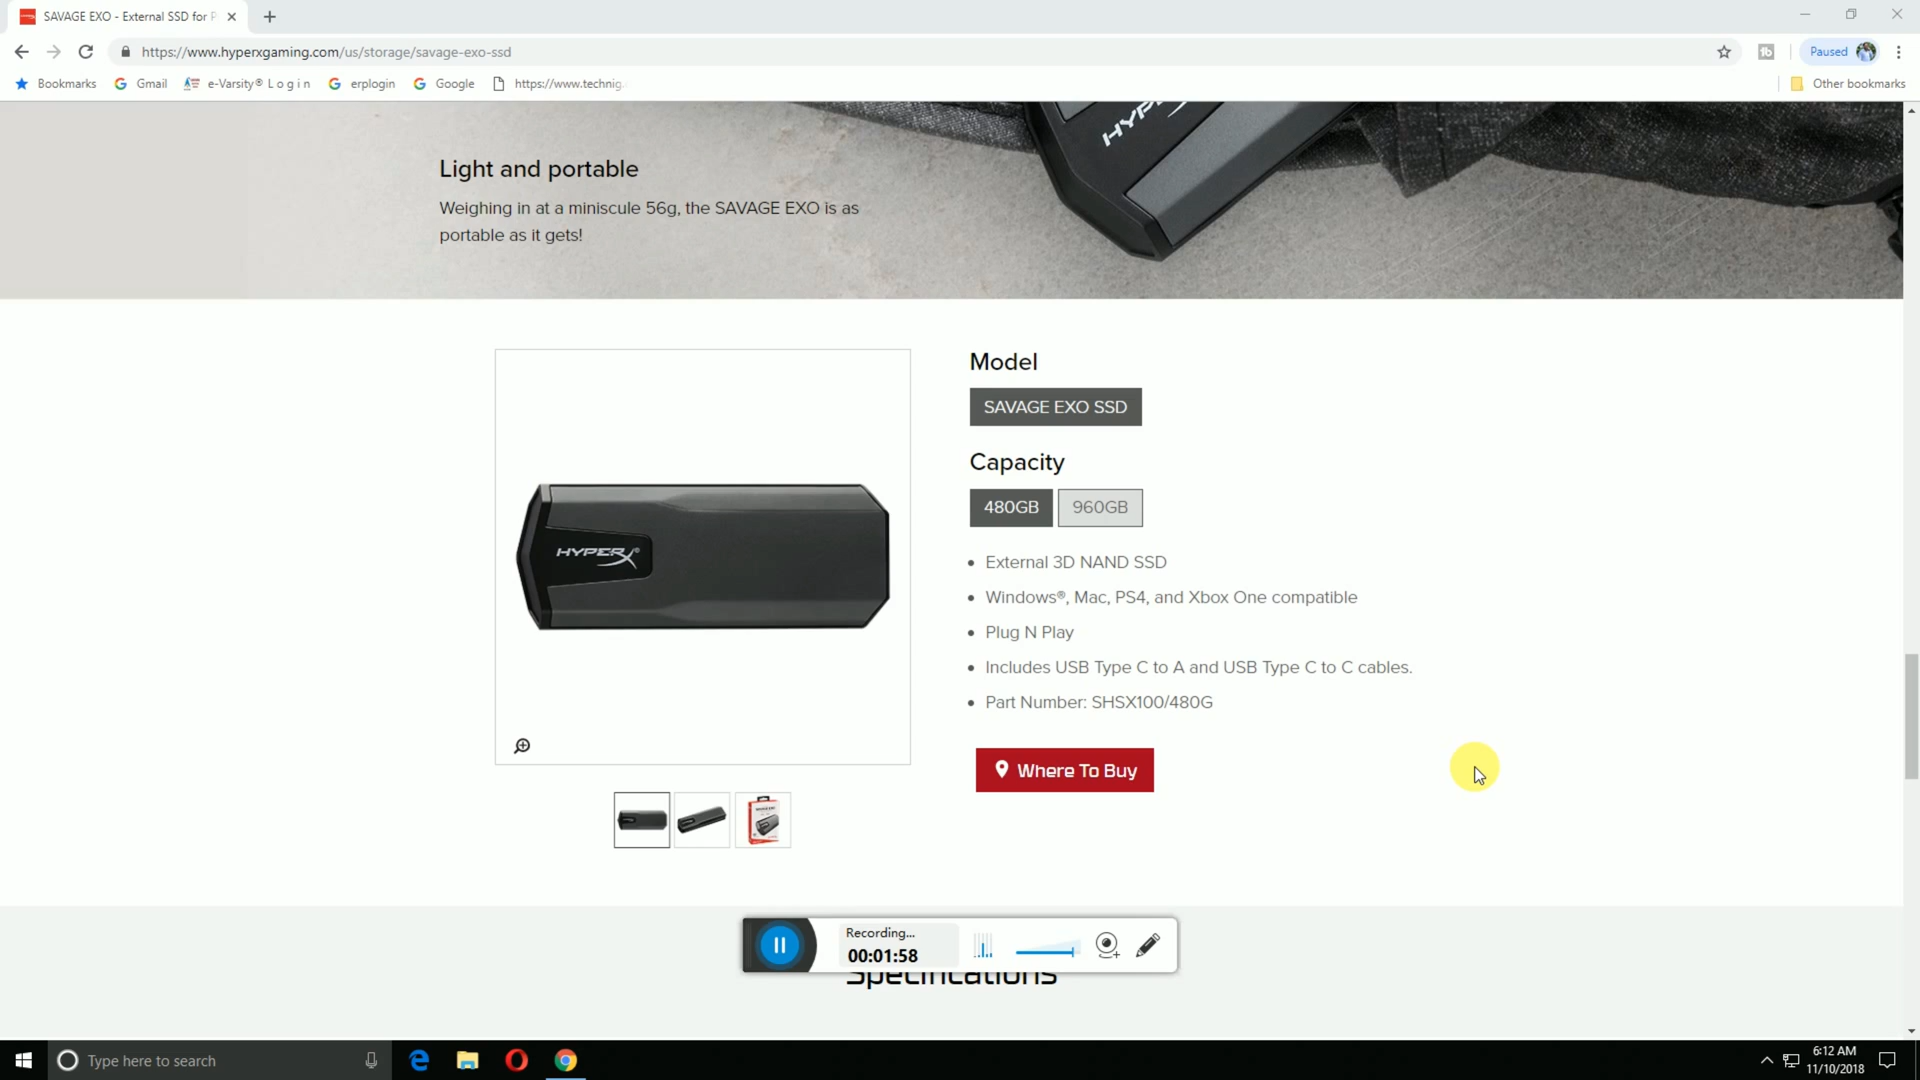 SAVAGE EXO - External SSD for P
https://www.hyperxgaming.com/us/storage/savage-exo-ssd
Paused
Bookmarks
Gmail
e-Varsity® L o g i n
erplogin
Google
https://www.technig.
Other bookmarks
HYPE
Light and portable
Weighing in at a miniscule 56g, the SAVAGE EXO is as
portable as it gets!
HYPERX®
Model
SAVAGE EXO SSD
Capacity
480GB
960GB
External 3D NAND SSD
Windows®, Mac, PS4, and Xbox One compatible
Plug N Play
Includes USB Type C to A and USB Type C to C cables.
Part Number: SHSX100/480G
Where To Buy
Recording...
00:01:58
Specifications
Type here to search
6:12 AM
11/10/2018